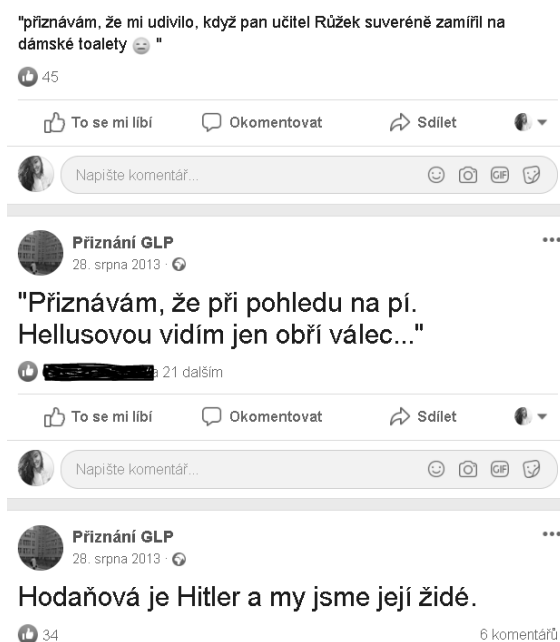 "přiznávám, že mi udivilo, když pan učitel Růžek suveréně zamířil na
dámské toalety 😑 "
45
To se mi líbí Okomentovat Sdílet
Napište komentář... GIF
Přiznání GLP
28. srpna 2013 ·
"Přiznávám, že při pohledu na pí.
Hellusovou vidím jen obří válec..."
a 21 dalším
To se mi líbí Okomentovat Sdílet
Napište komentář... GIF
Přiznání GLP
28. srpna 2013 ·
Hodaňová je Hitler a my jsme její židé.
34 6 komentářů